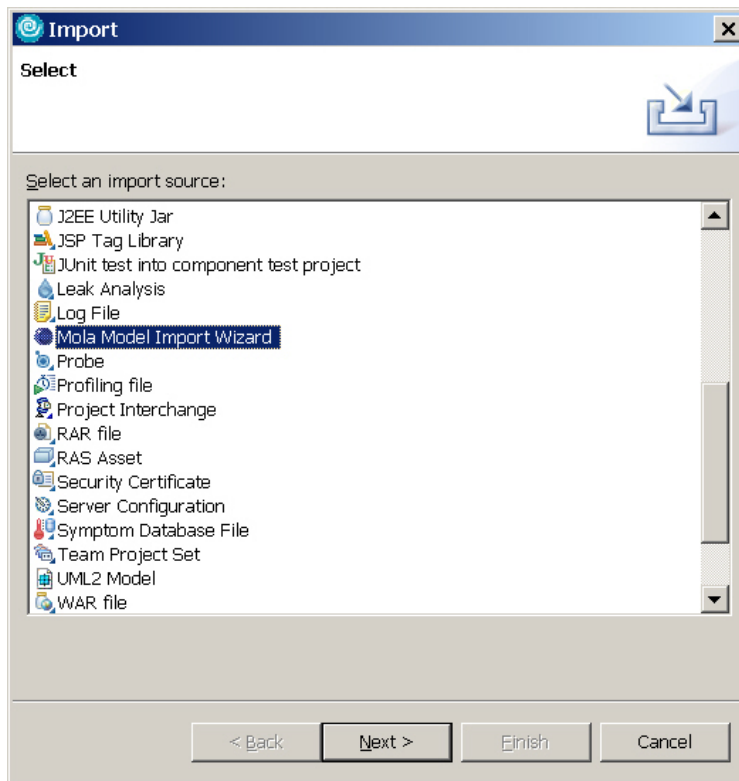 Import
Select
Select an import source:
J2EE Utility Jar
JSP Tag Library
JUnit test into component test project
Leak Analysis
Log File
Mola Model Import Wizard
Probe
Profiling file
Project Interchange
RAR file
RAS Asset
Security Certificate
Server Configuration
Symptom Database File
Team Project Set
UML2 Model
WAR file
< Back Next > Finish Cancel